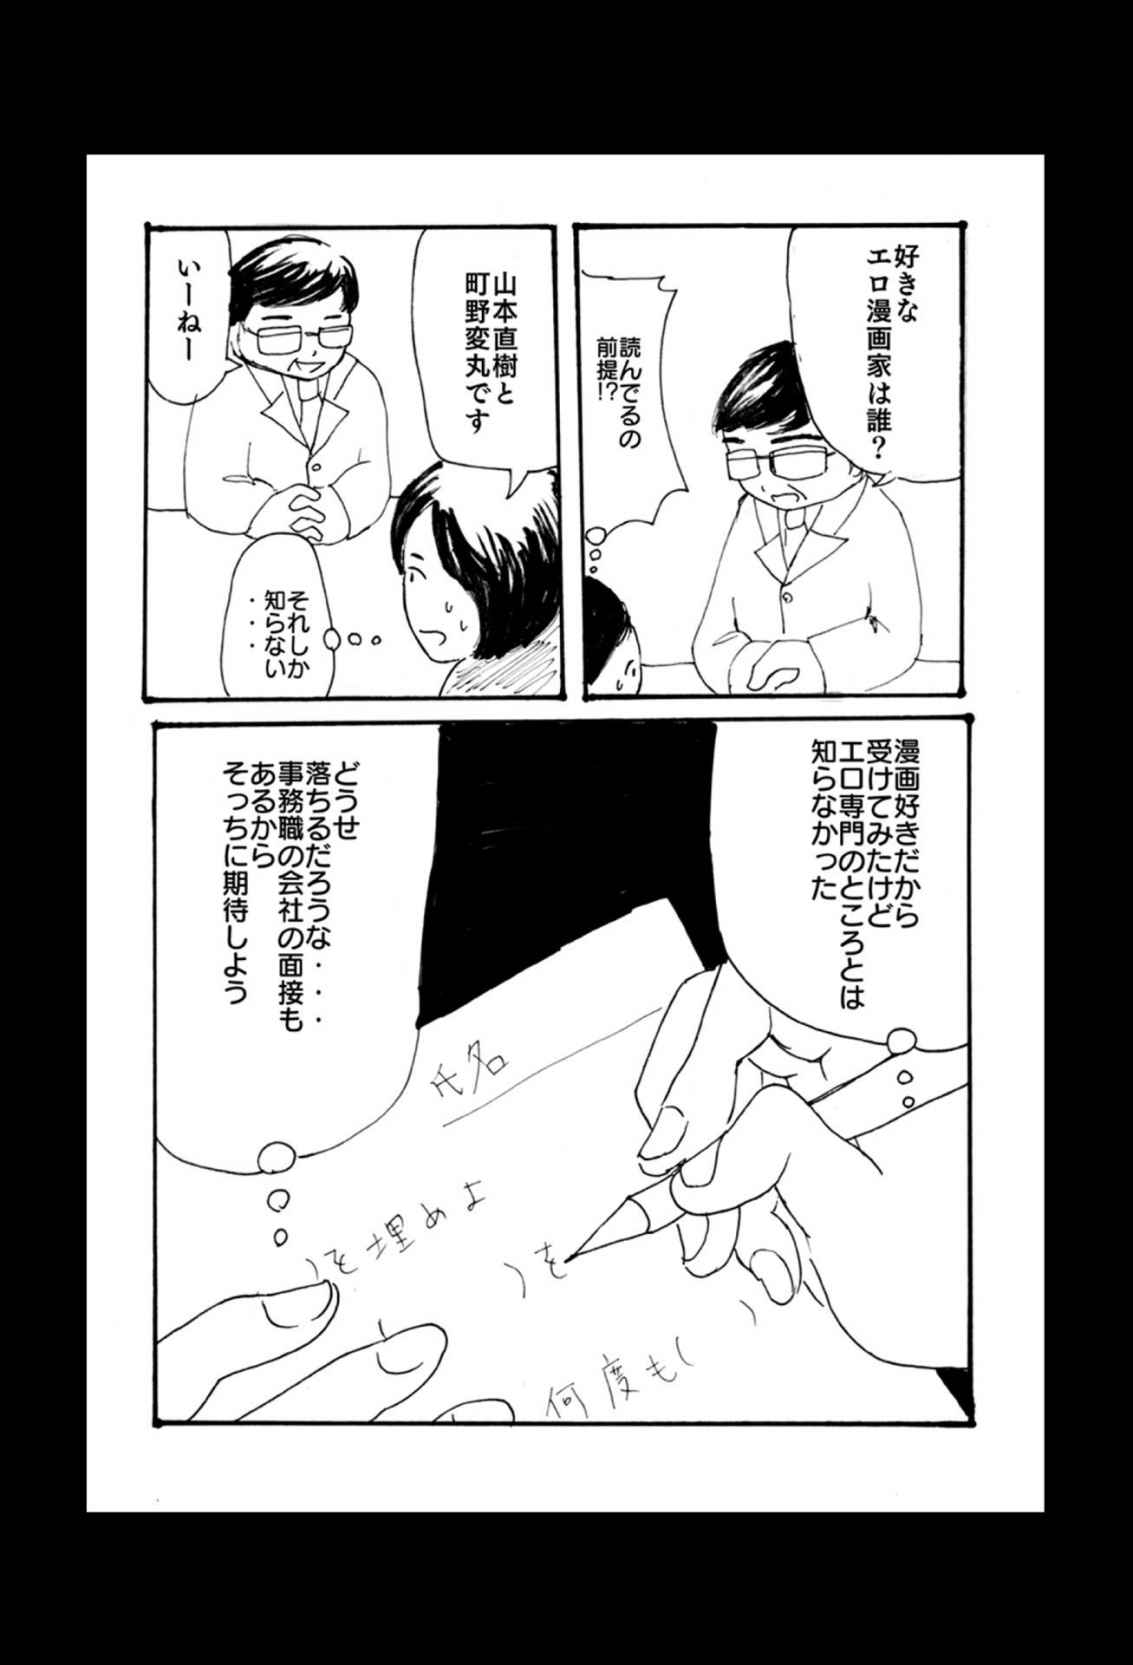 好きな
エロ漫画家は誰?
読んでるの
前提!?
山本直樹と
町野変丸です
いーねー
それしか
知らない
・・・
漫画好きだから
受けてみたけど
エロ専門のところとは
知らなかった
どうせ
落ちるだろうな・・・
事務職の会社の面接も
あるから
そっちに期待しよう
氏名
)を埋めよ
)を
何度も( )